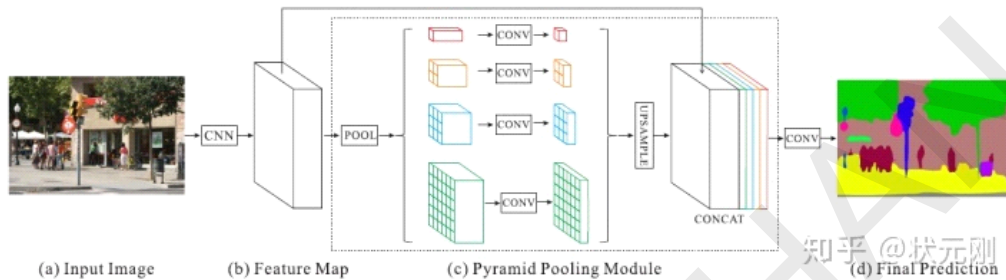 CNN
POOL
CONV
CONV
CONV
CONV
UPSAMPLE
CONCAT
CONV
(a) Input Image
(b) Feature Map
(c) Pyramid Pooling Module
(d) Final Prediction
知乎 @状元刚